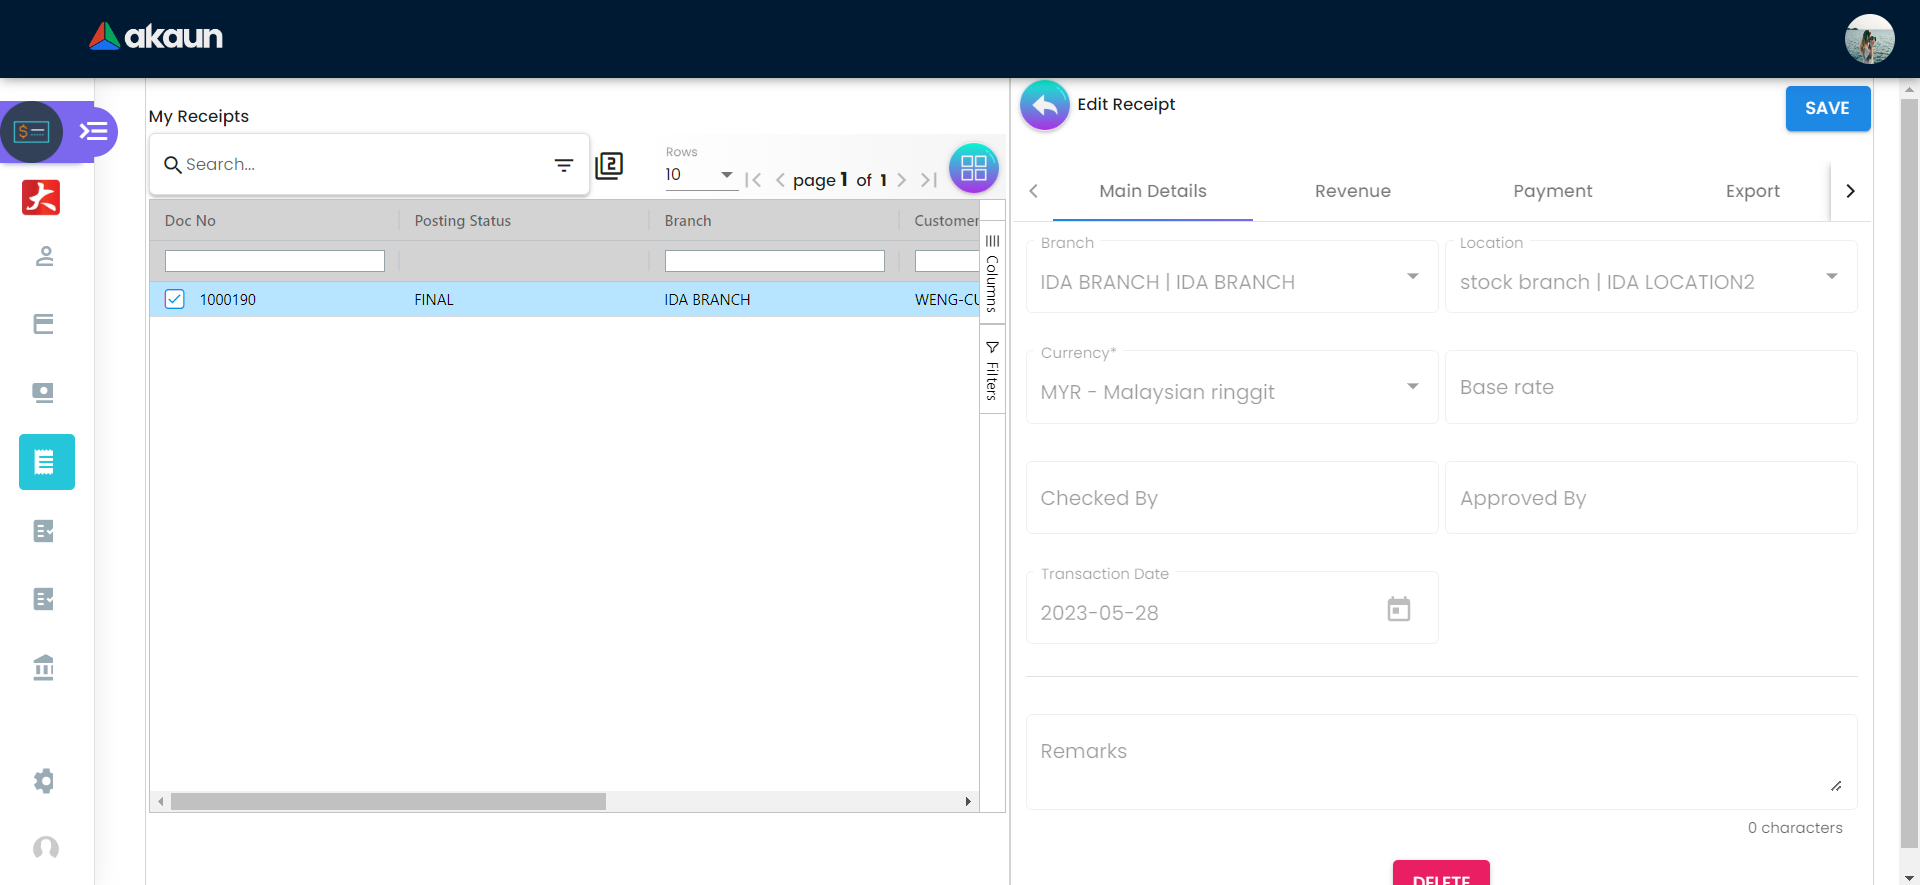 akaun
My Receipts
Search...
2
Rows
10
page 1 of 1
Doc No
Posting Status
Branch
Customer
1000190
FINAL
IDA BRANCH
WENG-CU
Columns
Filters
Edit Receipt
SAVE
Main Details
Revenue
Payment
Export
Branch
IDA BRANCH | IDA BRANCH
Location
stock branch | IDA LOCATION2
Currency*
MYR - Malaysian ringgit
Base rate
Checked By
Approved By
Transaction Date
2023-05-28
Remarks
0 characters
DELETE